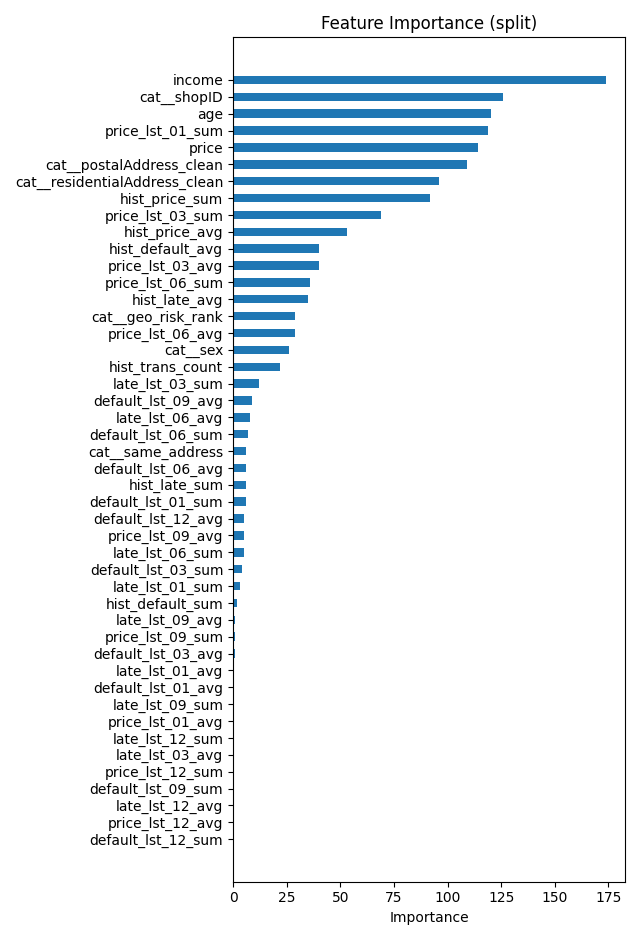 Feature Importance (split)
income
cat__shopID
age
price_lst_01_sum
price
cat__postalAddress_clean
cat__residentialAddress_clean
hist_price_sum
price_lst_03_sum
hist_price_avg
hist_default_avg
price_lst_03_avg
price_lst_06_sum
hist_late_avg
cat__geo_risk_rank
price_lst_06_avg
cat__sex
hist_trans_count
late_lst_03_sum
default_lst_09_avg
late_lst_06_avg
default_lst_06_sum
cat__same_address
default_lst_06_avg
hist_late_sum
default_lst_01_sum
default_lst_12_avg
price_lst_09_avg
late_lst_06_sum
default_lst_03_sum
late_lst_01_sum
hist_default_sum
late_lst_09_avg
price_lst_09_sum
default_lst_03_avg
late_lst_01_avg
default_lst_01_avg
late_lst_09_sum
price_lst_01_avg
late_lst_12_sum
late_lst_03_avg
price_lst_12_sum
default_lst_09_sum
late_lst_12_avg
price_lst_12_avg
default_lst_12_sum
0 25 50 75 100 125 150 175
Importance